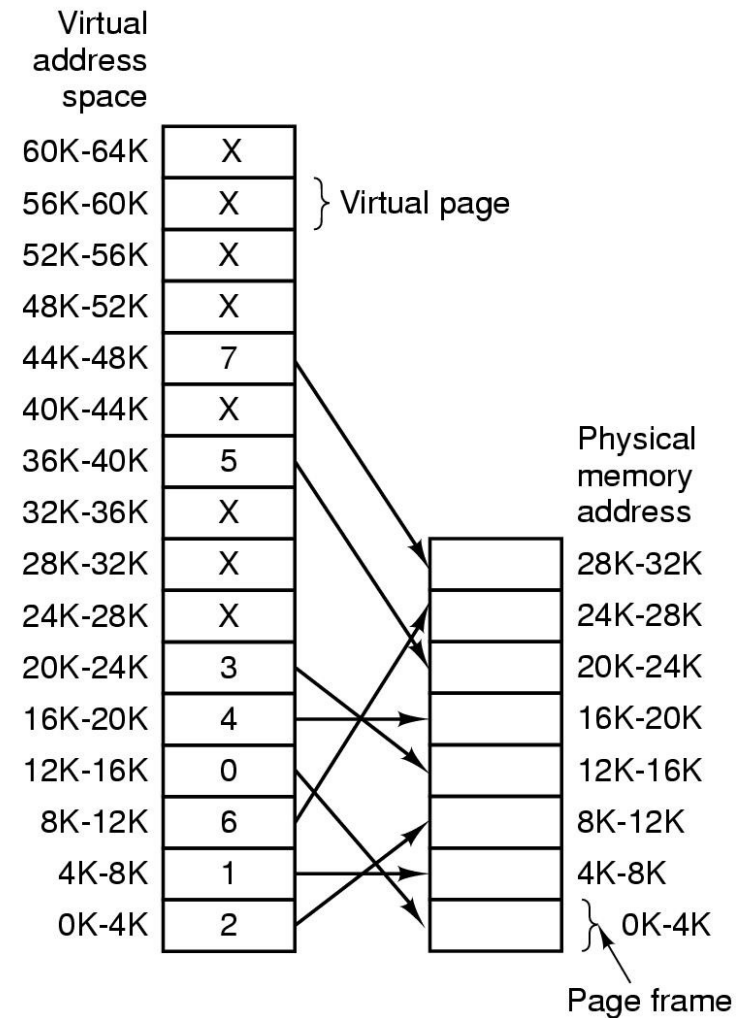 Virtual
address
space
60K-64K X
56K-60K X Virtual page
52K-56K X
48K-52K X
44K-48K 7
40K-44K X
36K-40K 5
32K-36K X
28K-32K X
24K-28K X
20K-24K 3
16K-20K 4
12K-16K 0
8K-12K 6
4K-8K 1
0K-4K 2
Physical
memory
address
28K-32K
24K-28K
20K-24K
16K-20K
12K-16K
8K-12K
4K-8K
0K-4K
Page frame